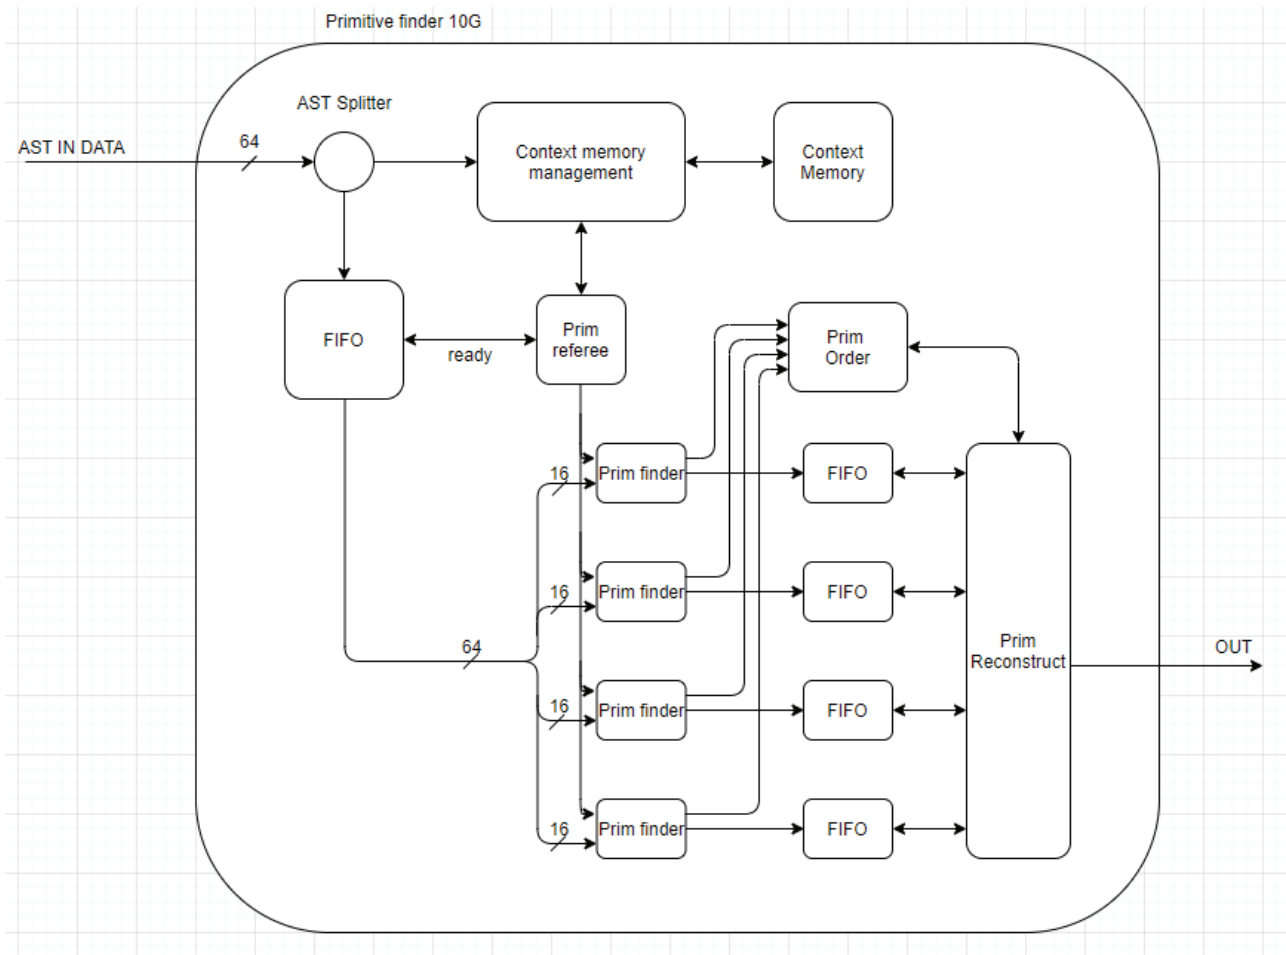 Primitive finder 10G
AST Splitter
AST IN DATA
64
Context memory
management
Context
Memory
FIFO
ready
Prim
referee
Prim
Order
16
Prim finder
FIFO
16
Prim finder
FIFO
64
Prim
Reconstruct
OUT
16
Prim finder
FIFO
16
Prim finder
FIFO